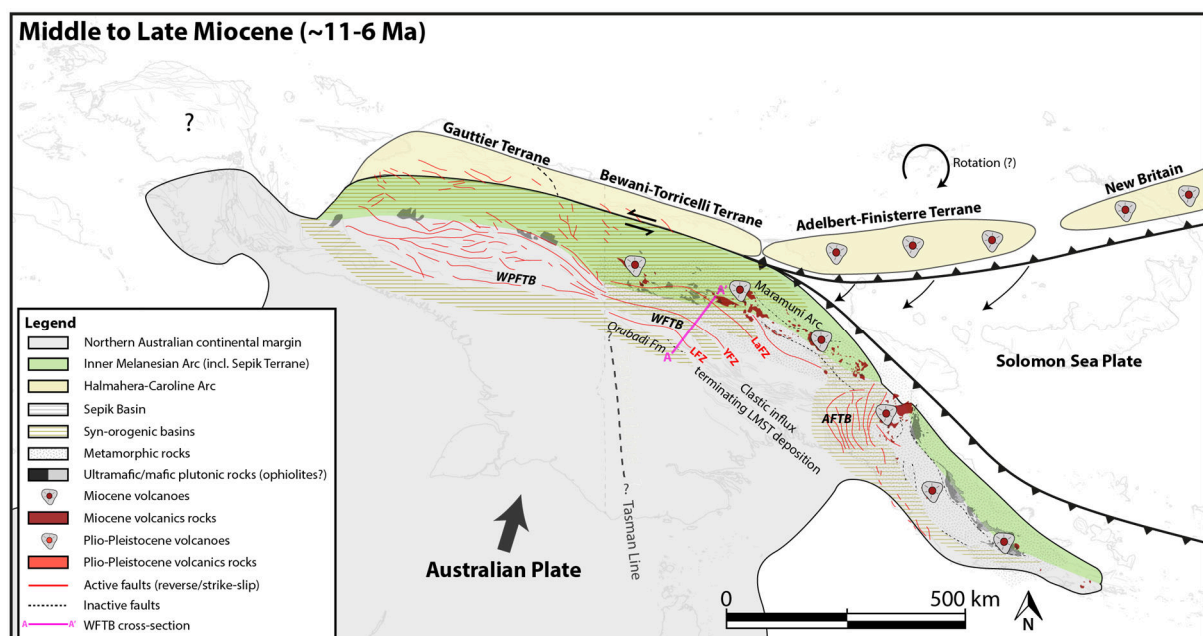 Middle to Late Miocene (~11-6 Ma)
?
Gauttier Terrane
Bewani-Torricelli Terrane
Rotation (?)
New Britain
Adelbert-Finisterre Terrane
WPFTB
Maramuni Arc
A'
WFTB
Orubadi Fm
A
LFZ
YFZ
LaFZ
Solomon Sea Plate
?
Clastic influx
terminating LMST deposition
AFTB
? Tasman Line
Australian Plate
0
500 km
N
Legend
Northern Australian continental margin
Inner Melanesian Arc (incl. Sepik Terrane)
Halmahera-Caroline Arc
Sepik Basin
Syn-orogenic basins
Metamorphic rocks
Ultramafic/mafic plutonic rocks (ophiolites?)
Miocene volcanoes
Miocene volcanics rocks
Plio-Pleistocene volcanoes
Plio-Pleistocene volcanics rocks
Active faults (reverse/strike-slip)
Inactive faults
A A' WFTB cross-section